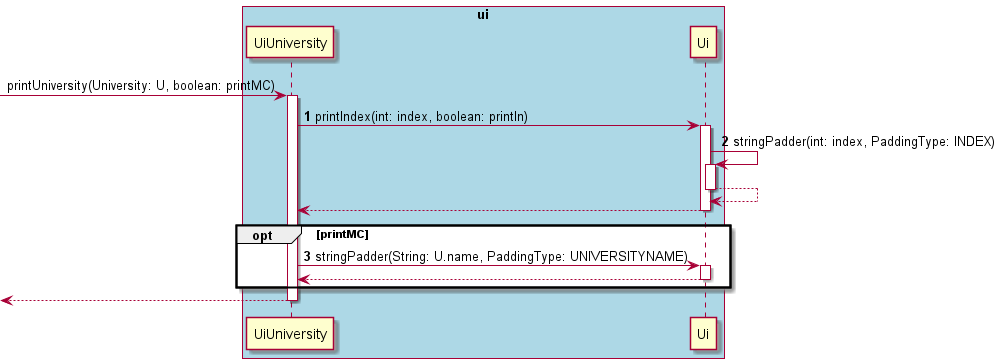 ui
UiUniversity
Ui
printUniversity(University: U, boolean: printMC)
1 printIndex(int: index, boolean: println)
2 stringPadder(int: index, PaddingType: INDEX)
opt [printMC]
3 stringPadder(String: U.name, PaddingType: UNIVERSITYNAME)
UiUniversity
Ui